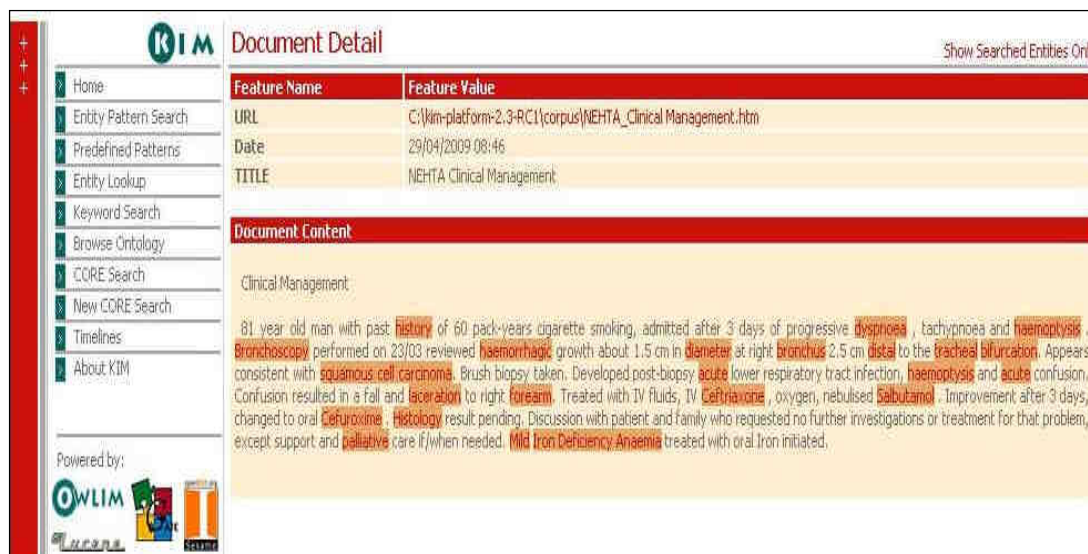 KIM
Document Detail
Show Searched Entities Onl
Home
Entity Pattern Search
Predefined Patterns
Entity Lookup
Keyword Search
Browse Ontology
CORE Search
New CORE Search
Timelines
About KIM
Powered by:
OWLIM
Lucene
Sesame
Feature Name Feature Value
URL C:\kim-platform-2.3-RC1\corpus\NEHTA_Clinical Management.htm
Date 29/04/2009 08:46
TITLE NEHTA Clinical Management
Document Content
Clinical Management
81 year old man with past history of 60 pack-years cigarette smoking, admitted after 3 days of progressive dyspnoea , tachypnoea and haemoptysis .
Bronchoscopy performed on 23/03 reviewed haemorrhagic growth about 1.5 cm in diameter at right bronchus 2.5 cm distal to the tracheal bifurcation. Appears
consistent with squamous cell carcinoma. Brush biopsy taken. Developed post-biopsy acute lower respiratory tract infection, haemoptysis and acute confusion.
Confusion resulted in a fall and laceration to right forearm. Treated with IV fluids, IV Ceftriaxone , oxygen, nebulised Salbutamol . Improvement after 3 days,
changed to oral Cefuroxime . Histology result pending. Discussion with patient and family who requested no further investigations or treatment for that problem,
except support and palliative care if/when needed. Mild Iron Deficiency Anaemia treated with oral Iron initiated.